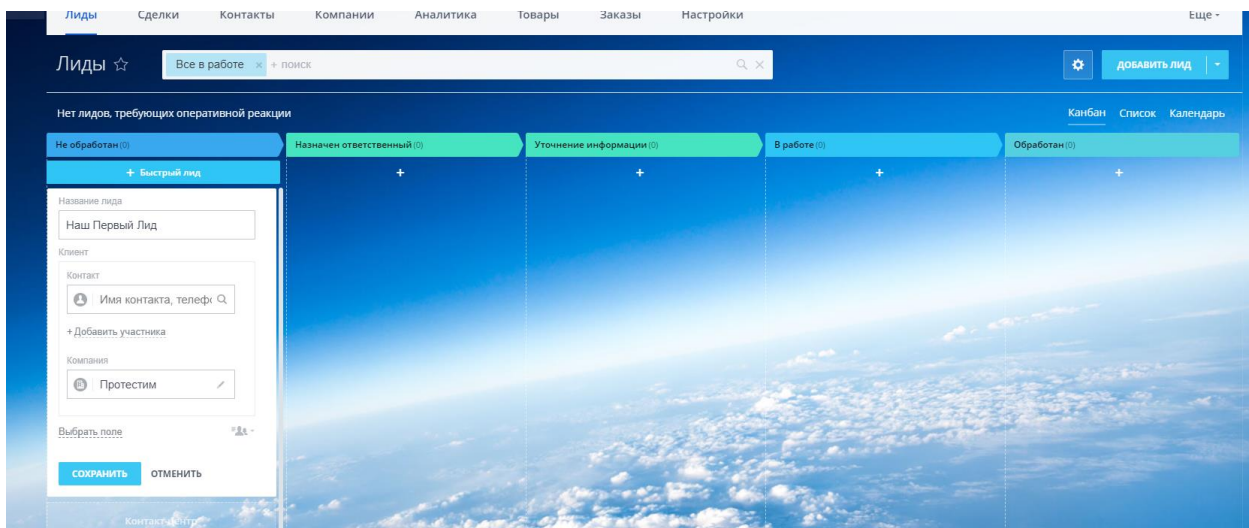 Лиды Сделки Контакты Компании Аналитика Товары Заказы Настройки Еще
Лиды Все в работе × + поиск ДОБАВИТЬ ЛИД
Нет лидов, требующих оперативной реакции Канбан Список Календарь
Не обработан (0) Назначен ответственный (0) Уточнение информации (0) В работе (0) Обработан (0)
+ Быстрый лид + + + +
Название лида
Наш Первый Лид
Клиент
Контакт
Имя контакта, телефо
+ Добавить участника
Компания
Протестим
Выбрать поле
СОХРАНИТЬ ОТМЕНИТЬ
Контакт-центр